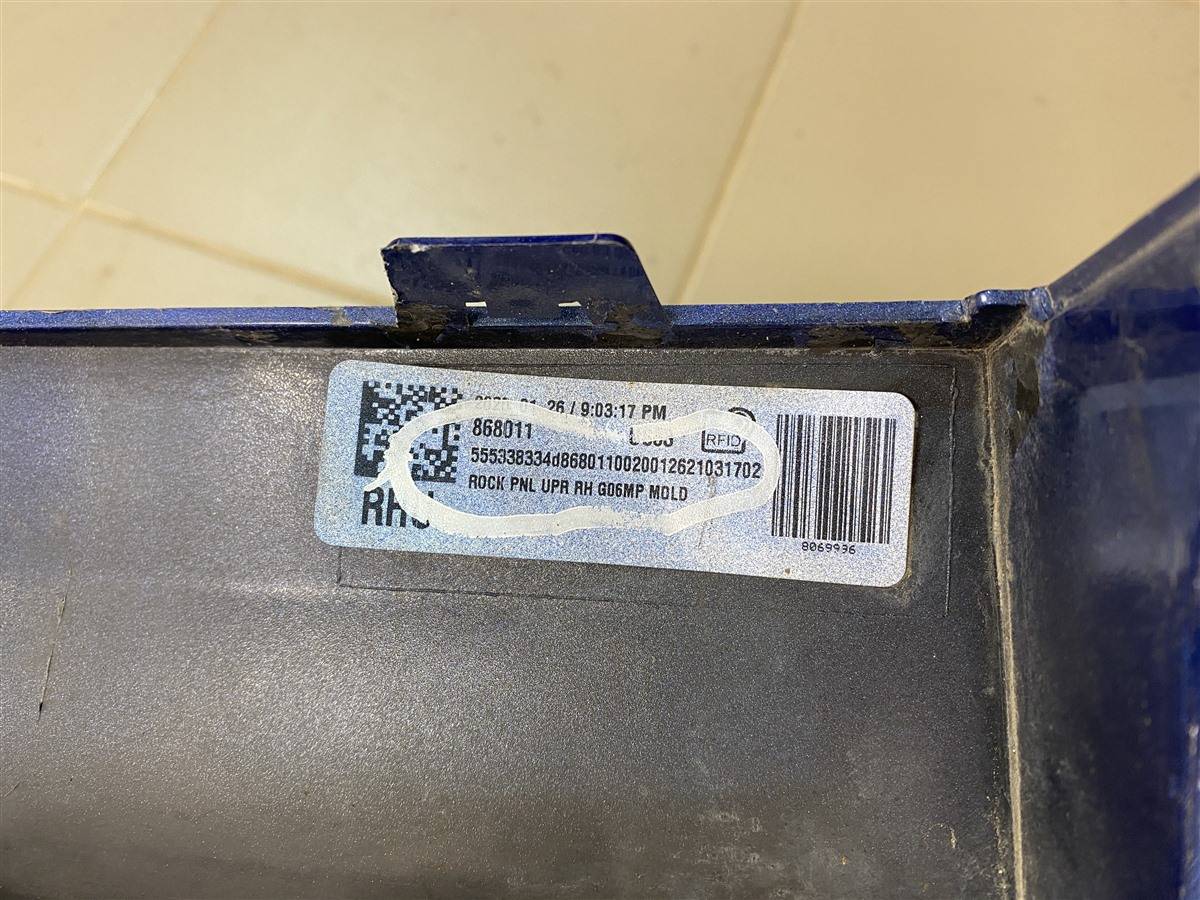 26 / 9:03:17 PM
868011
RFID
555338334d8680110020012621031702
ROCK PNL UPR RH G06MP MOLD
8069936